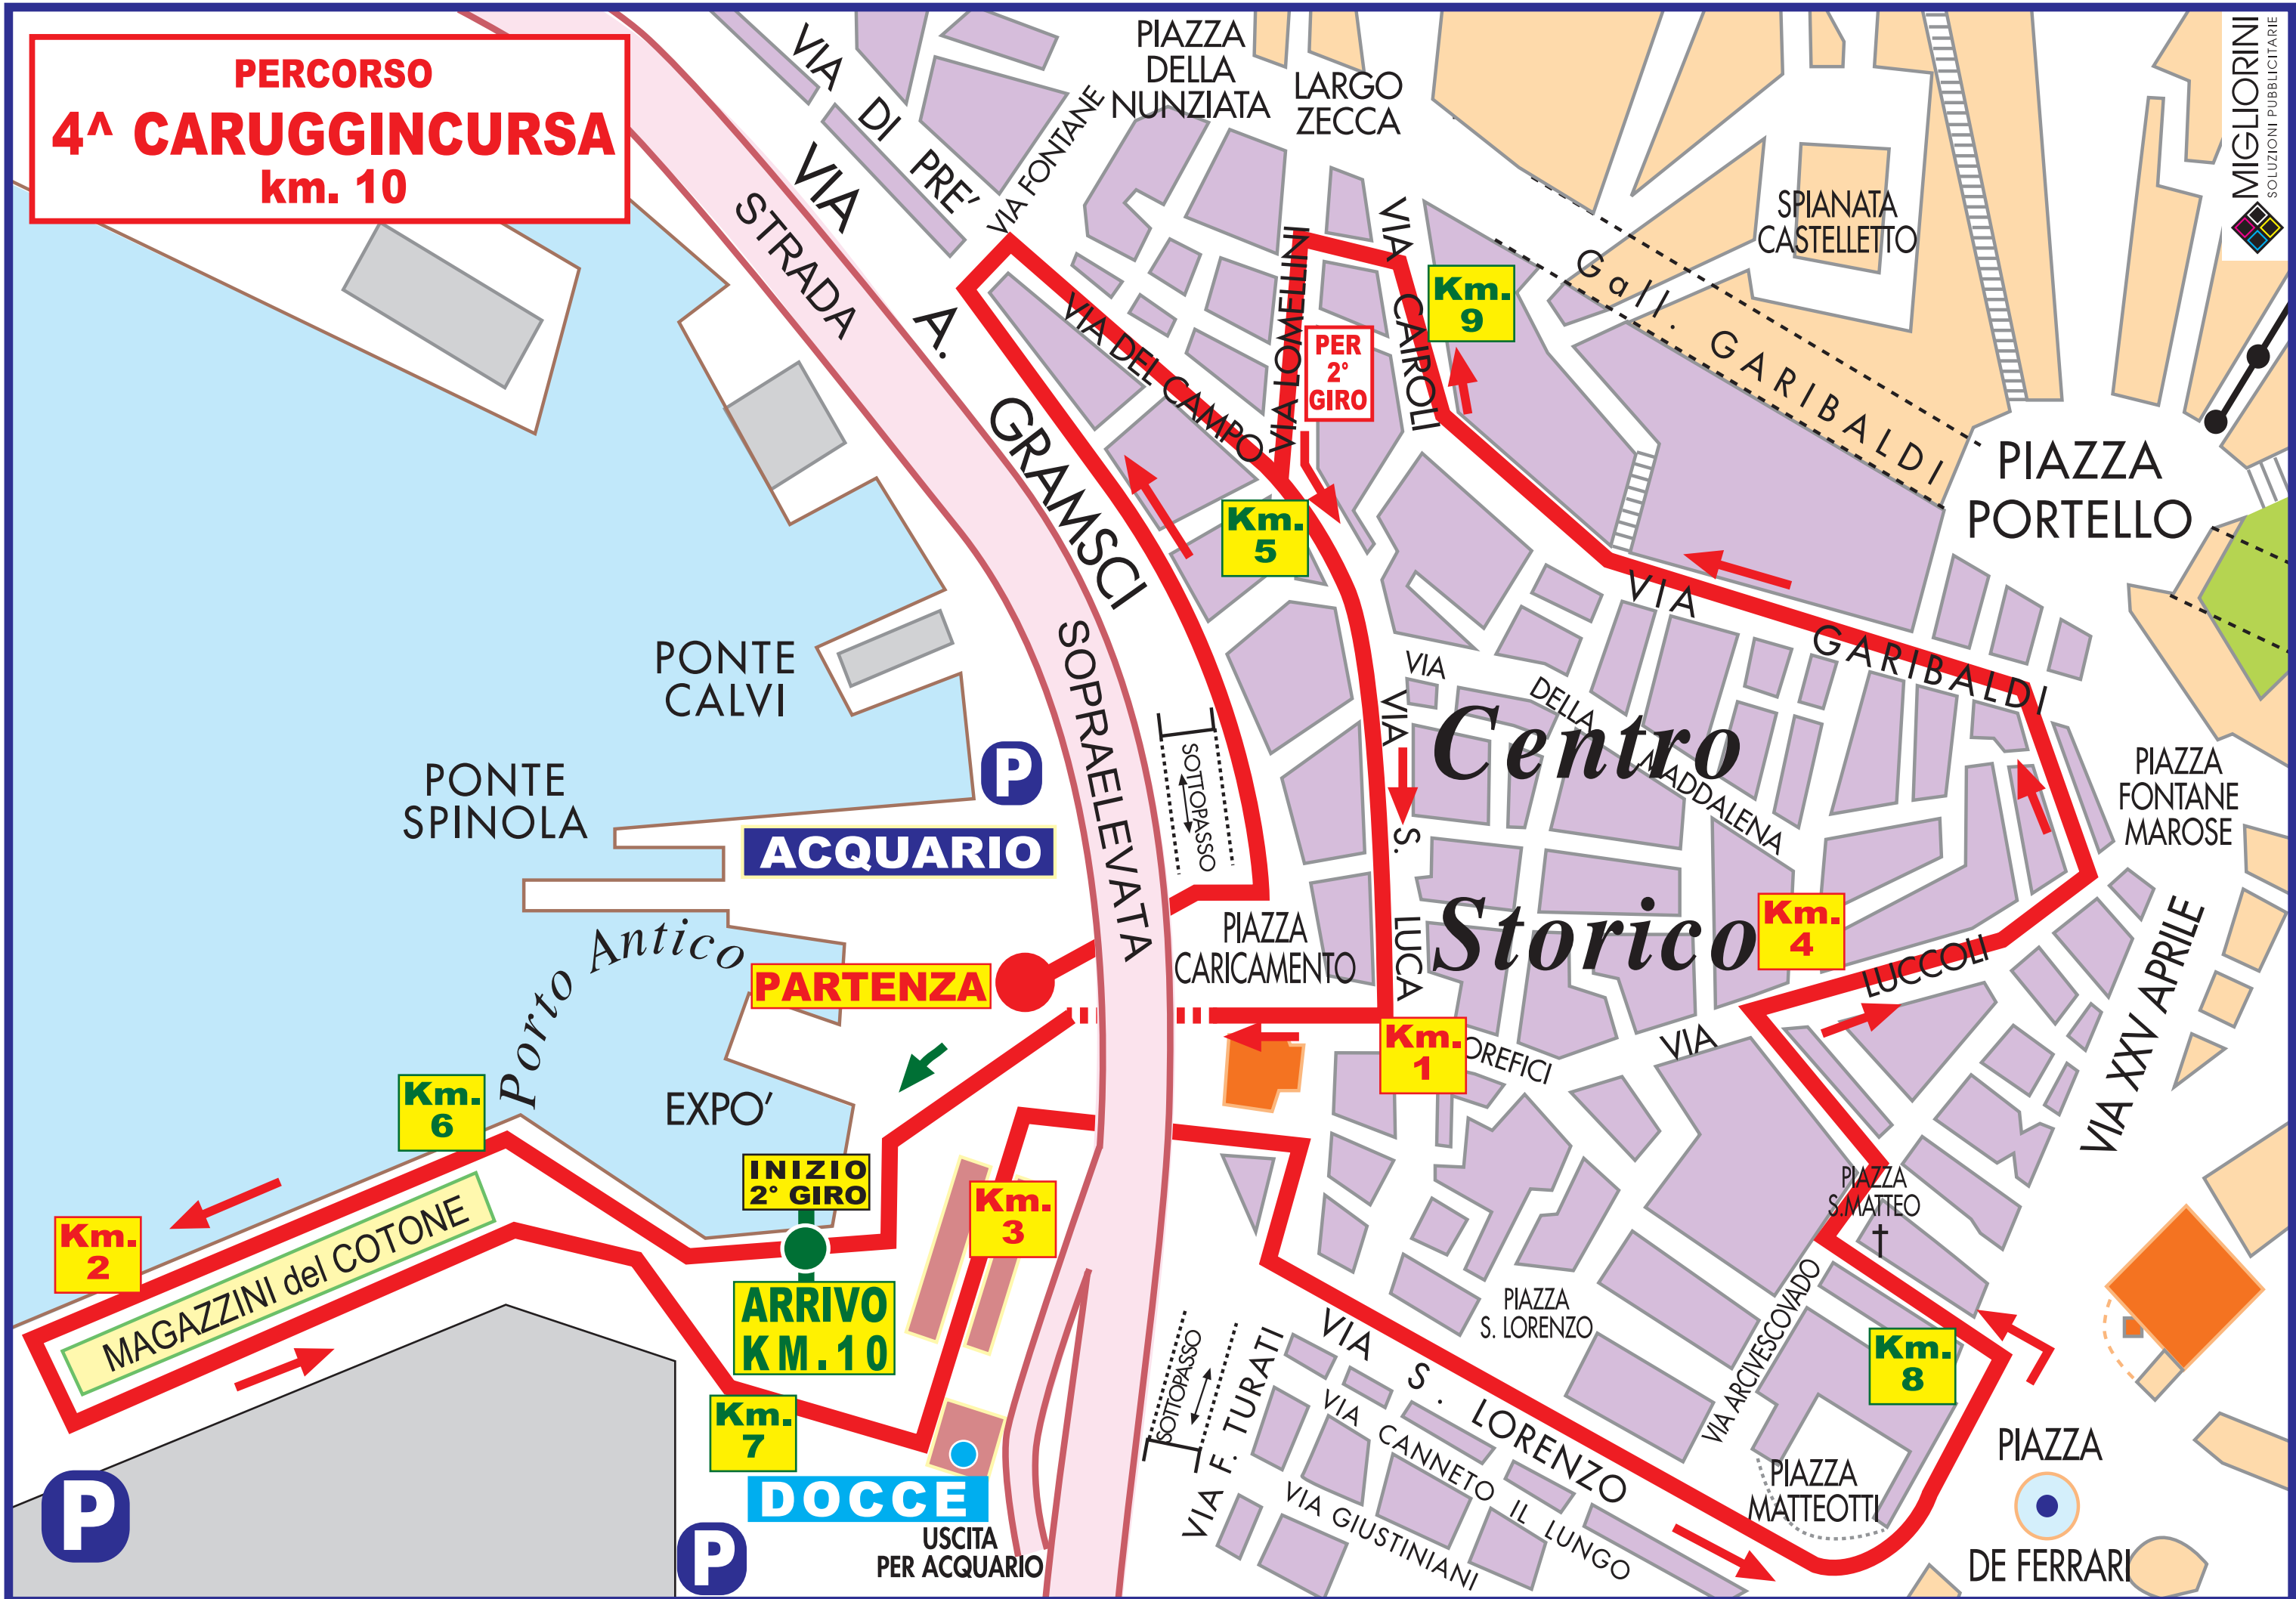 PERCORSO
4^ CARUGGINCURSA
km. 10
VIA
DI
PRE'
VIA FONTANE
PIAZZA
DELLA
NUNZIATA
LARGO
ZECCA
MIGLIORINI
SOLUZIONI PUBBLICITARIE
SPIANATA
CASTELLETTO
STRADA
SOPRAELEVATA
VIA
A.
GRAMSCI
VIA DEL CAMPO
VIA LOMELLINI
VIA
CAIROLI
Km.
9
PER
2°
GIRO
Gall. GARIBALDI
PIAZZA
PORTELLO
Km.
5
PONTE
CALVI
PONTE
SPINOLA
P
ACQUARIO
SOTTOPASSO
VIA
GARIBALDI
VIA
DELLA
MADDALENA
VIA
S.
LUCA
Centro
Storico
PIAZZA
FONTANE
MAROSE
Km.
4
LUCCOLI
VIA
VIA XXV APRILE
Porto Antico
PARTENZA
PIAZZA
CARICAMENTO
Km.
1
OREFICI
Km.
6
EXPO'
INIZIO
2° GIRO
Km.
3
Km.
2
MAGAZZINI del COTONE
ARRIVO
KM.10
Km.
7
DOCCE
USCITA
PER ACQUARIO
P
P
SOTTOPASSO
VIA F. TURATI
VIA
S.
LORENZO
PIAZZA
S. LORENZO
VIA CANNETO IL LUNGO
VIA GIUSTINIANI
VIA ARCIVESCOVADO
PIAZZA
S.MATTEO
Km.
8
PIAZZA
MATTEOTTI
PIAZZA
DE FERRARI